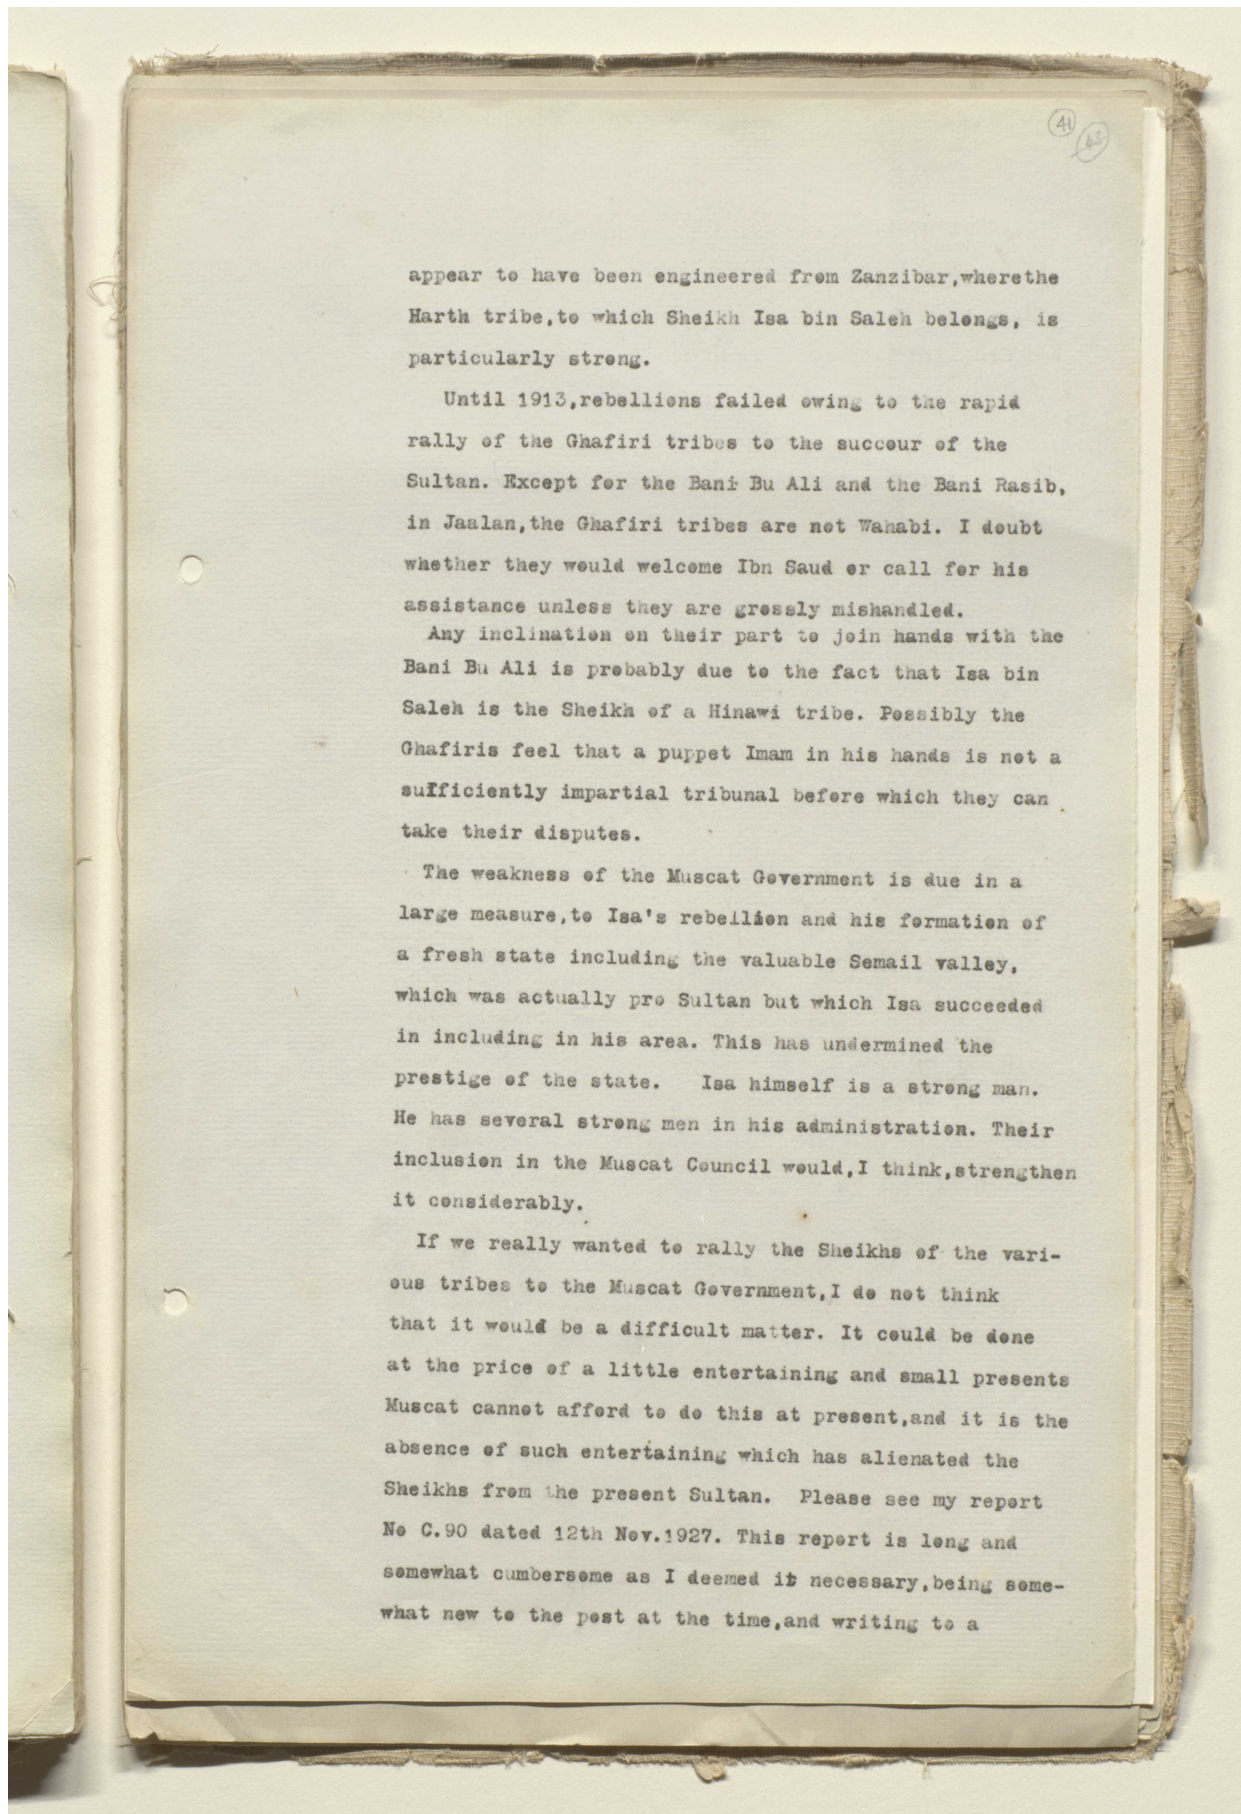 41
43
appear to have been engineered from Zanzibar,wherethe
Harth tribe,to which Sheikh Isa bin Saleh belongs, is
particularly strong.
Until 1913,rebellions failed owing to the rapid
rally of the Ghafiri tribes to the succour of the
Sultan. Except for the Bani Bu Ali and the Bani Rasib,
in Jaalan,the Ghafiri tribes are not Wahabi. I doubt
whether they would welcome Ibn Saud or call for his
assistance unless they are grossly mishandled.
Any inclination on their part to join hands with the
Bani Bu Ali is probably due to the fact that Isa bin
Saleh is the Sheikh of a Hinawi tribe. Possibly the
Ghafiris feel that a puppet Imam in his hands is not a
sufficiently impartial tribunal before which they can
take their disputes.
The weakness of the Muscat Government is due in a
large measure,to Isa's rebellion and his formation of
a fresh state including the valuable Semail valley,
which was actually pro Sultan but which Isa succeeded
in including in his area. This has undermined the
prestige of the state. Isa himself is a strong man.
He has several strong men in his administration. Their
inclusion in the Muscat Council would,I think,strengthen
it considerably.
If we really wanted to rally the Sheikhs of the vari-
ous tribes to the Muscat Government,I do not think
that it would be a difficult matter. It could be done
at the price of a little entertaining and small presents
Muscat cannot afford to do this at present,and it is the
absence of such entertaining which has alienated the
Sheikhs from the present Sultan. Please see my report
No C.90 dated 12th Nov.1927. This report is long and
somewhat cumbersome as I deemed it necessary,being some-
what new to the post at the time,and writing to a